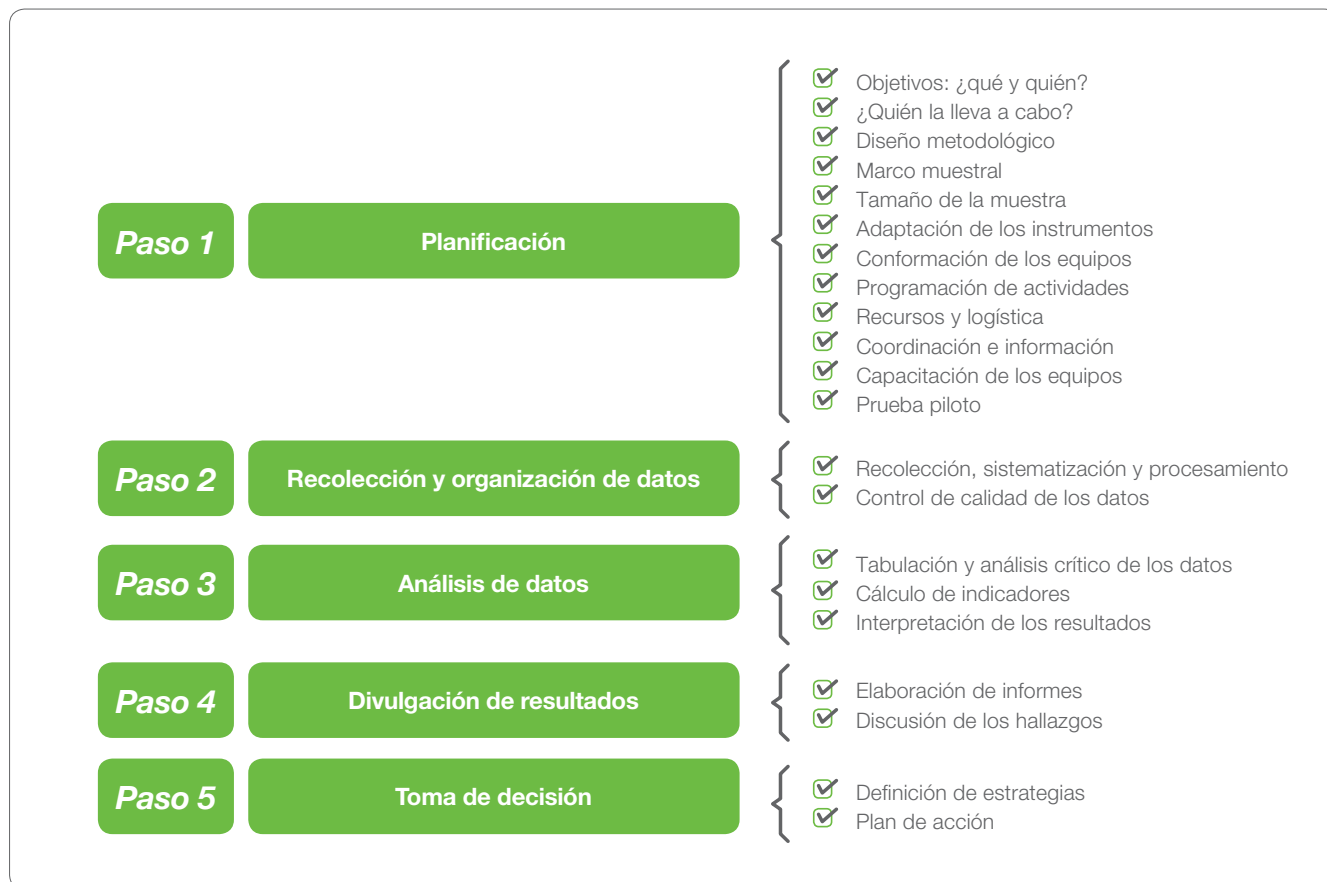 Paso 1
Planificación
Objetivos: ¿qué y quién?
¿Quién la lleva a cabo?
Diseño metodológico
Marco muestral
Tamaño de la muestra
Adaptación de los instrumentos
Conformación de los equipos
Programación de actividades
Recursos y logística
Coordinación e información
Capacitación de los equipos
Prueba piloto
Paso 2
Recolección y organización de datos
Recolección, sistematización y procesamiento
Control de calidad de los datos
Paso 3
Análisis de datos
Tabulación y análisis crítico de los datos
Cálculo de indicadores
Interpretación de los resultados
Paso 4
Divulgación de resultados
Elaboración de informes
Discusión de los hallazgos
Paso 5
Toma de decisión
Definición de estrategias
Plan de acción